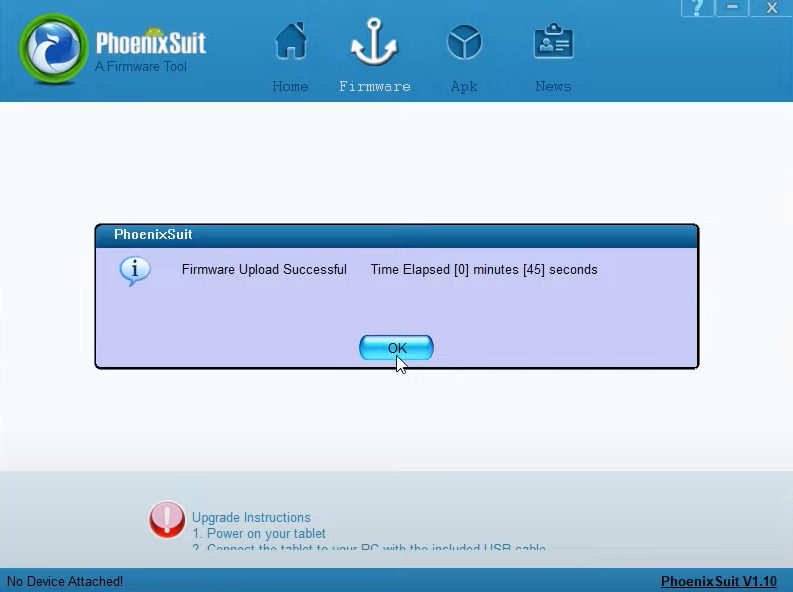 ?
X
PhoenixSuit
A Firmware Tool
Home
Firmware
Apk
News
PhoenixSuit
Firmware Upload Successful Time Elapsed [0] minutes [45] seconds
OK
Upgrade Instructions
1. Power on your tablet
2. Connect the tablet to your PC with the included USB cable
No Device Attached!
PhoenixSuit V1.10